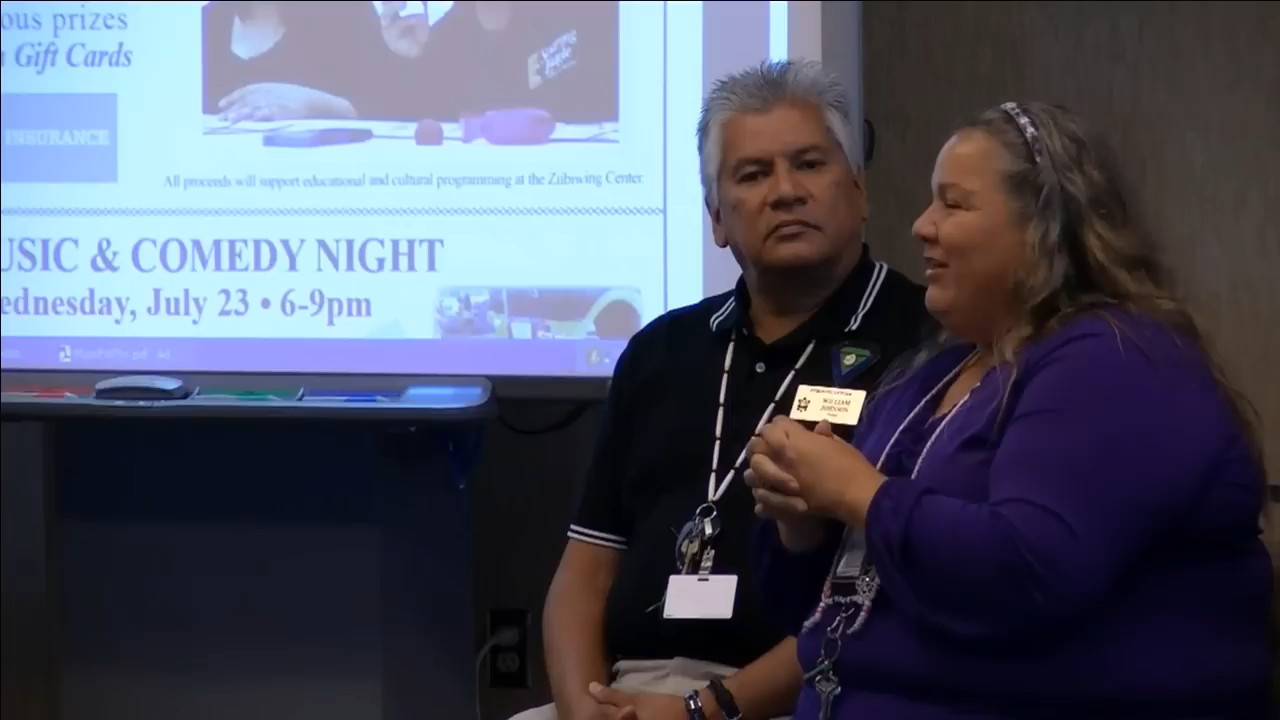 ous prizes
Gift Cards
INSURANCE
All proceeds will support educational and cultural programming at the Ziibiwing Center.
USIC & COMEDY NIGHT
ednesday, July 23 • 6-9pm
WILLIAM
JOHNSON